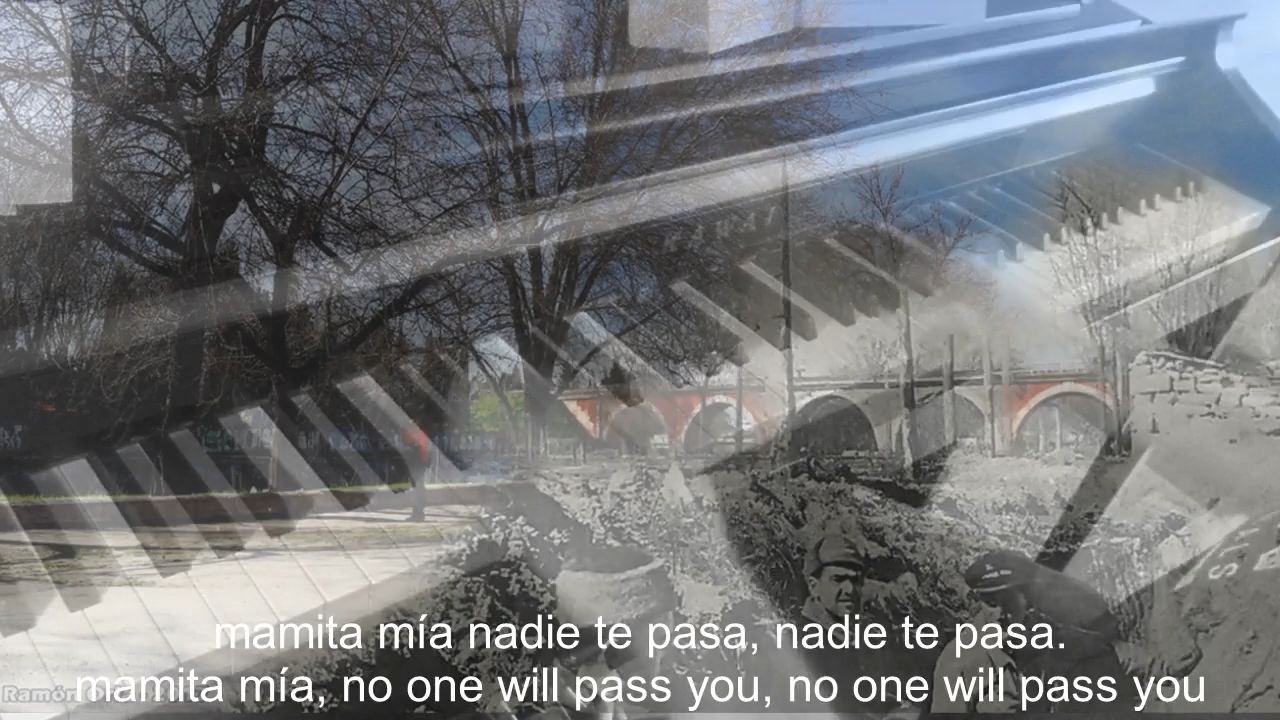 mamita mía nadie te pasa, nadie te pasa.
mamita mía, no one will pass you, no one will pass you
Ramón